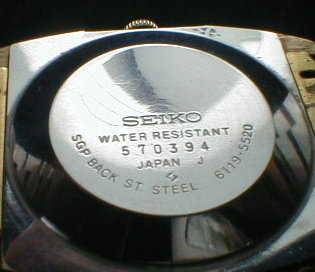 SEIKO
WATER RESISTANT
570394
JAPAN J
SGP BACK ST. STEEL 6119-5520